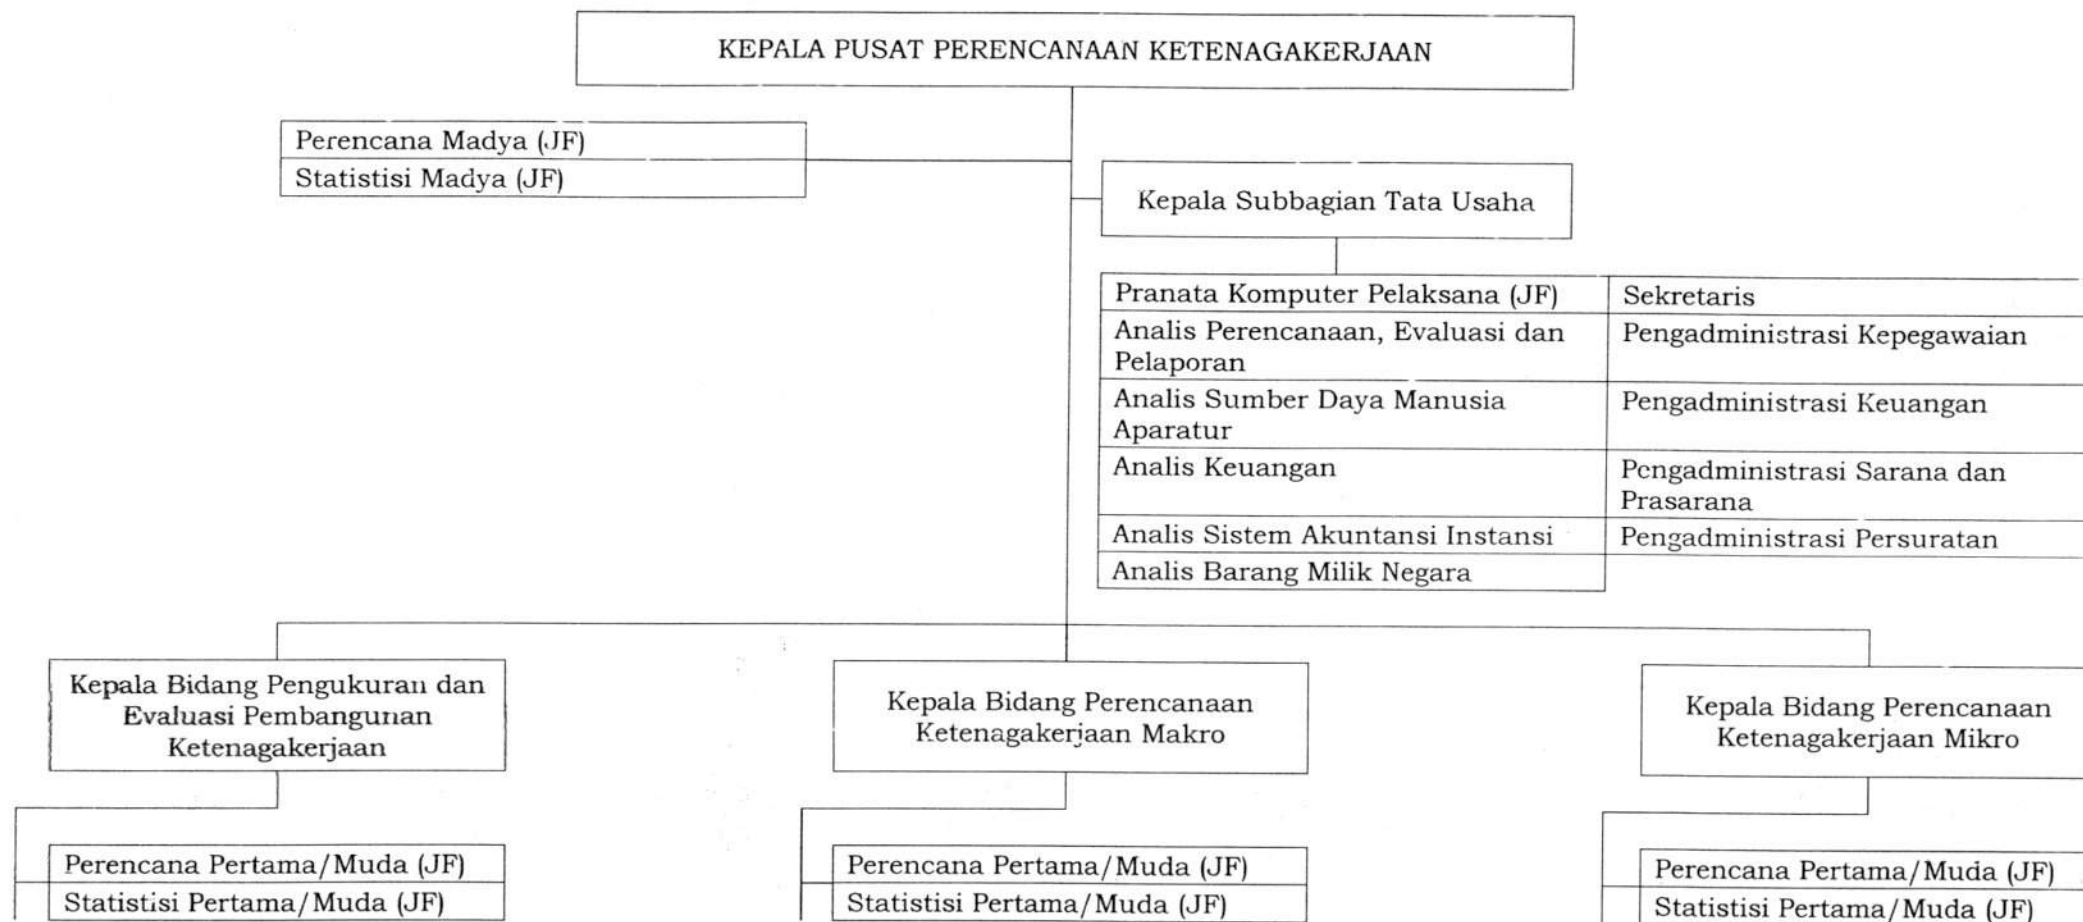 KEPALA PUSAT PERENCANAAN KETENAGAKERJAAN
Perencana Madya (JF)
Statistisi Madya (JF)
Kepala Subbagian Tata Usaha
Pranata Komputer Pelaksana (JF)
Sekretaris
Analis Perencanaan, Evaluasi dan
Pelaporan
Pengadministrasi Kepegawaian
Analis Sumber Daya Manusia
Aparatur
Pengadministrasi Keuangan
Analis Keuangan
Pengadministrasi Sarana dan
Prasarana
Analis Sistem Akuntansi Instansi
Pengadministrasi Persuratan
Analis Barang Milik Negara
Kepala Bidang Pengukuran dan
Evaluasi Pembangunan
Ketenagakerjaan
Kepala Bidang Perencanaan
Ketenagakerjaan Makro
Kepala Bidang Perencanaan
Ketenagakerjaan Mikro
Perencana Pertama/Muda (JF)
Statistisi Pertama/Muda (JF)
Perencana Pertama/Muda (JF)
Statistisi Pertama/Muda (JF)
Perencana Pertama/Muda (JF)
Statistisi Pertama/Muda (JF)